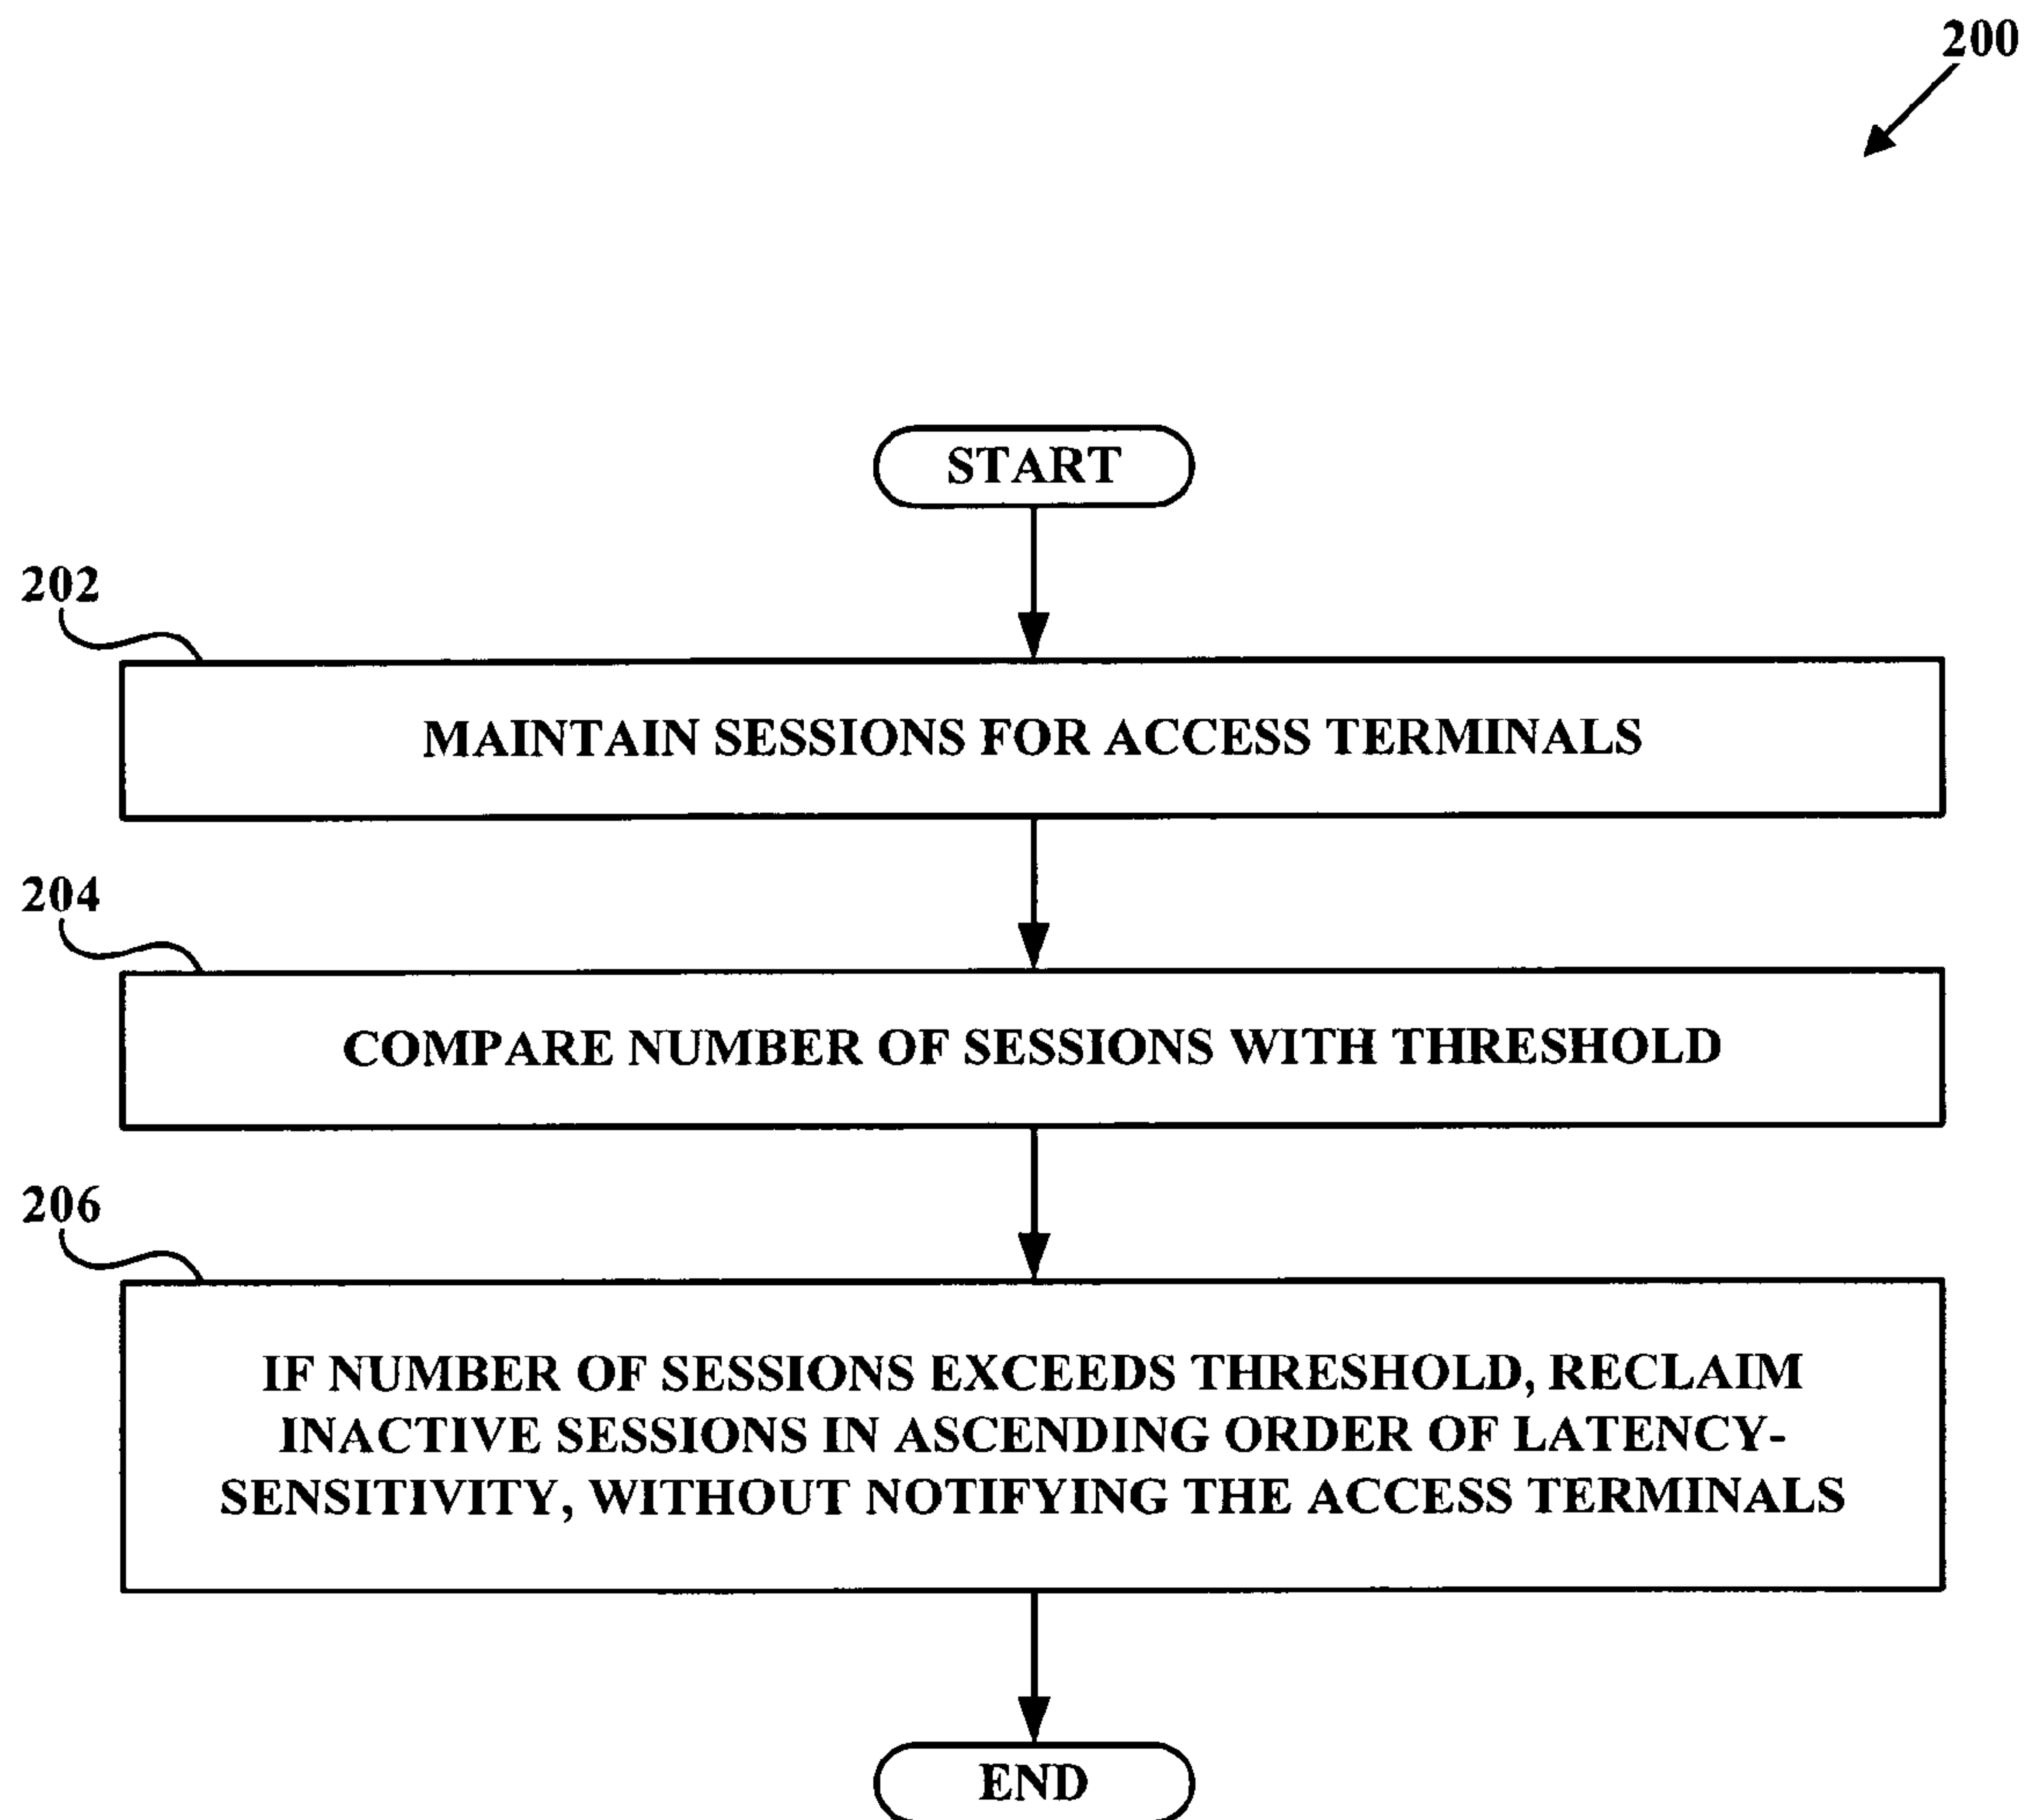 200
START
202
MAINTAIN SESSIONS FOR ACCESS TERMINALS
204
COMPARE NUMBER OF SESSIONS WITH THRESHOLD
206
IF NUMBER OF SESSIONS EXCEEDS THRESHOLD, RECLAIM
INACTIVE SESSIONS IN ASCENDING ORDER OF LATENCY-
SENSITIVITY, WITHOUT NOTIFYING THE ACCESS TERMINALS
END